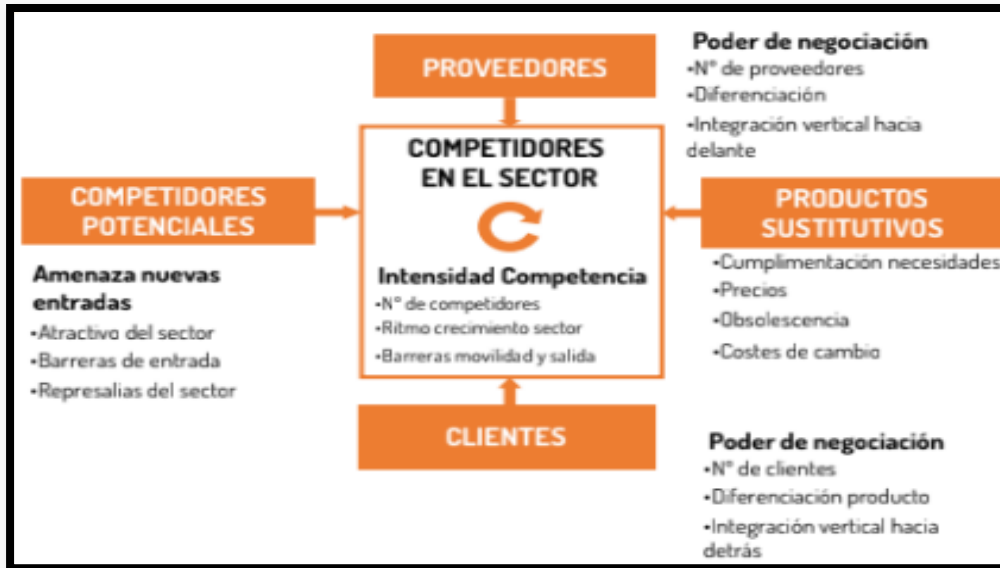 PROVEEDORES
Poder de negociación
•N° de proveedores
•Diferenciación
•Integración vertical hacia
delante
COMPETIDORES
POTENCIALES
Amenaza nuevas
entradas
•Atractivo del sector
•Barreras de entrada
•Represalias del sector
COMPETIDORES
EN EL SECTOR
Intensidad Competencia
•N° de competidores
•Ritmo crecimiento sector
•Barreras movilidad y salida
PRODUCTOS
SUSTITUTIVOS
•Cumplimentación necesidades
•Precios
•Obsolescencia
•Costes de cambio
CLIENTES
Poder de negociación
•N° de clientes
•Diferenciación producto
•Integración vertical hacia
detrás